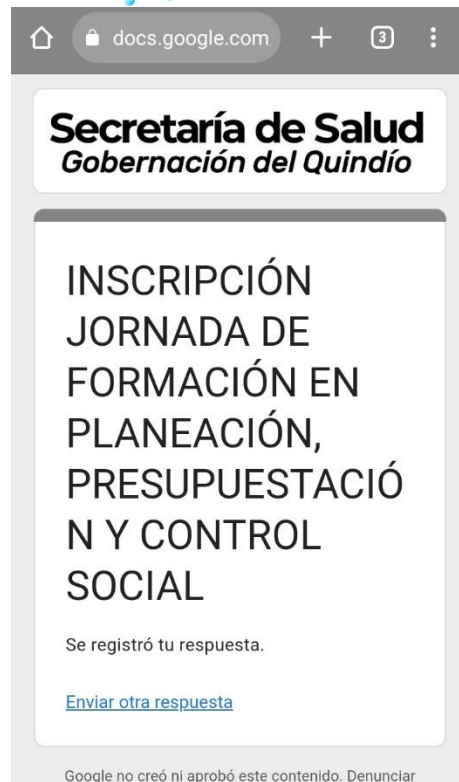 docs.google.com
3
Secretaría de Salud
Gobernación del Quindío
INSCRIPCIÓN
JORNADA DE
FORMACIÓN EN
PLANEACIÓN,
PRESUPUESTACIÓ
N Y CONTROL
SOCIAL
Se registró tu respuesta.
Enviar otra respuesta
Google no creó ni aprobó este contenido. Denunciar